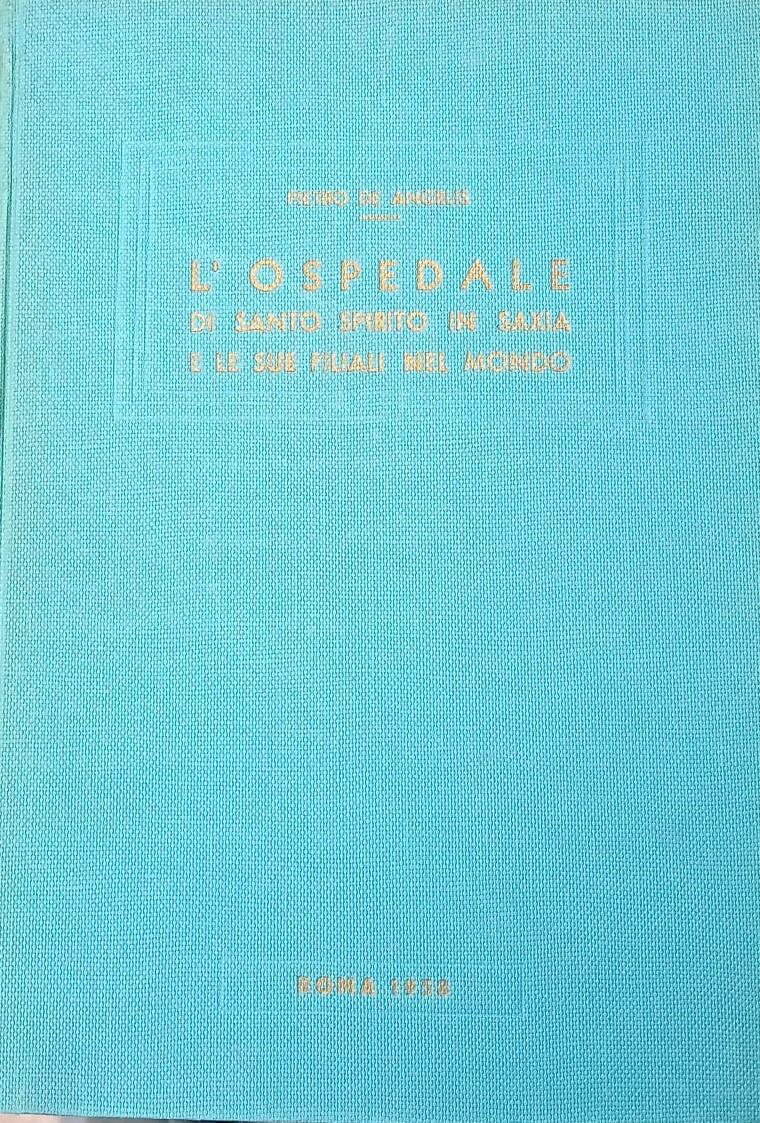 PIETRO DE ANGELIS
L' OSPEDALE
DI SANTO SPIRITO IN SAXIA
E LE SUE FILIALI NEL MONDO
ROMA 1958